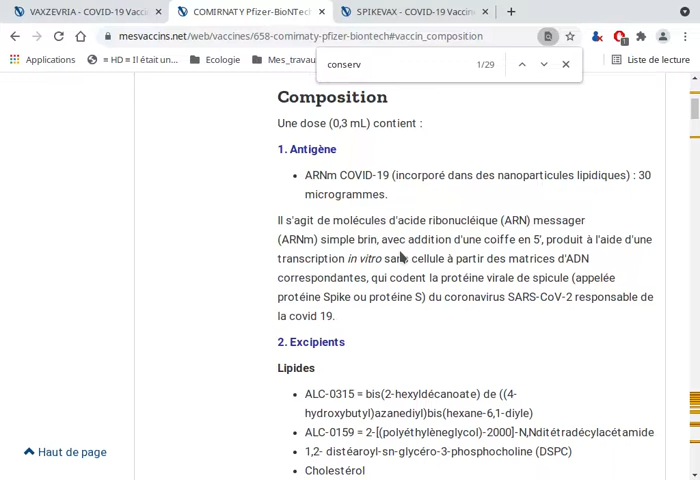 VAXZEVRIA - COVID-19 Vaccin
COMIRNATY Pfizer-BioNTech
SPIKEVAX - COVID-19 Vaccin
mesvaccins.net/web/vaccines/658-comirnaty-pfizer-biontech#vaccin_composition
Applications
= HD = Il était un...
Ecologie
Mes_travau
Liste de lecture
conserv
1/29
Composition
Une dose (0,3 mL) contient :
1. Antigène
• ARNm COVID-19 (incorporé dans des nanoparticules lipidiques) : 30
microgrammes.
Il s'agit de molécules d'acide ribonucléique (ARN) messager
(ARNm) simple brin, avec addition d'une coiffe en 5', produit à l'aide d'une
transcription in vitro sans cellule à partir des matrices d'ADN
correspondantes, qui codent la protéine virale de spicule (appelée
protéine Spike ou protéine S) du coronavirus SARS-CoV-2 responsable de
la covid 19.
2. Excipients
Lipides
• ALC-0315 = bis(2-hexyldécanoate) de ((4-
hydroxybutyl)azanediyl)bis(hexane-6,1-diyle)
• ALC-0159 = 2-[(polyéthylèneglycol)-2000]-N,Nditétradécylacétamide
• 1,2- distéaroyl-sn-glycéro-3-phosphocholine (DSPC)
• Cholestérol
Haut de page